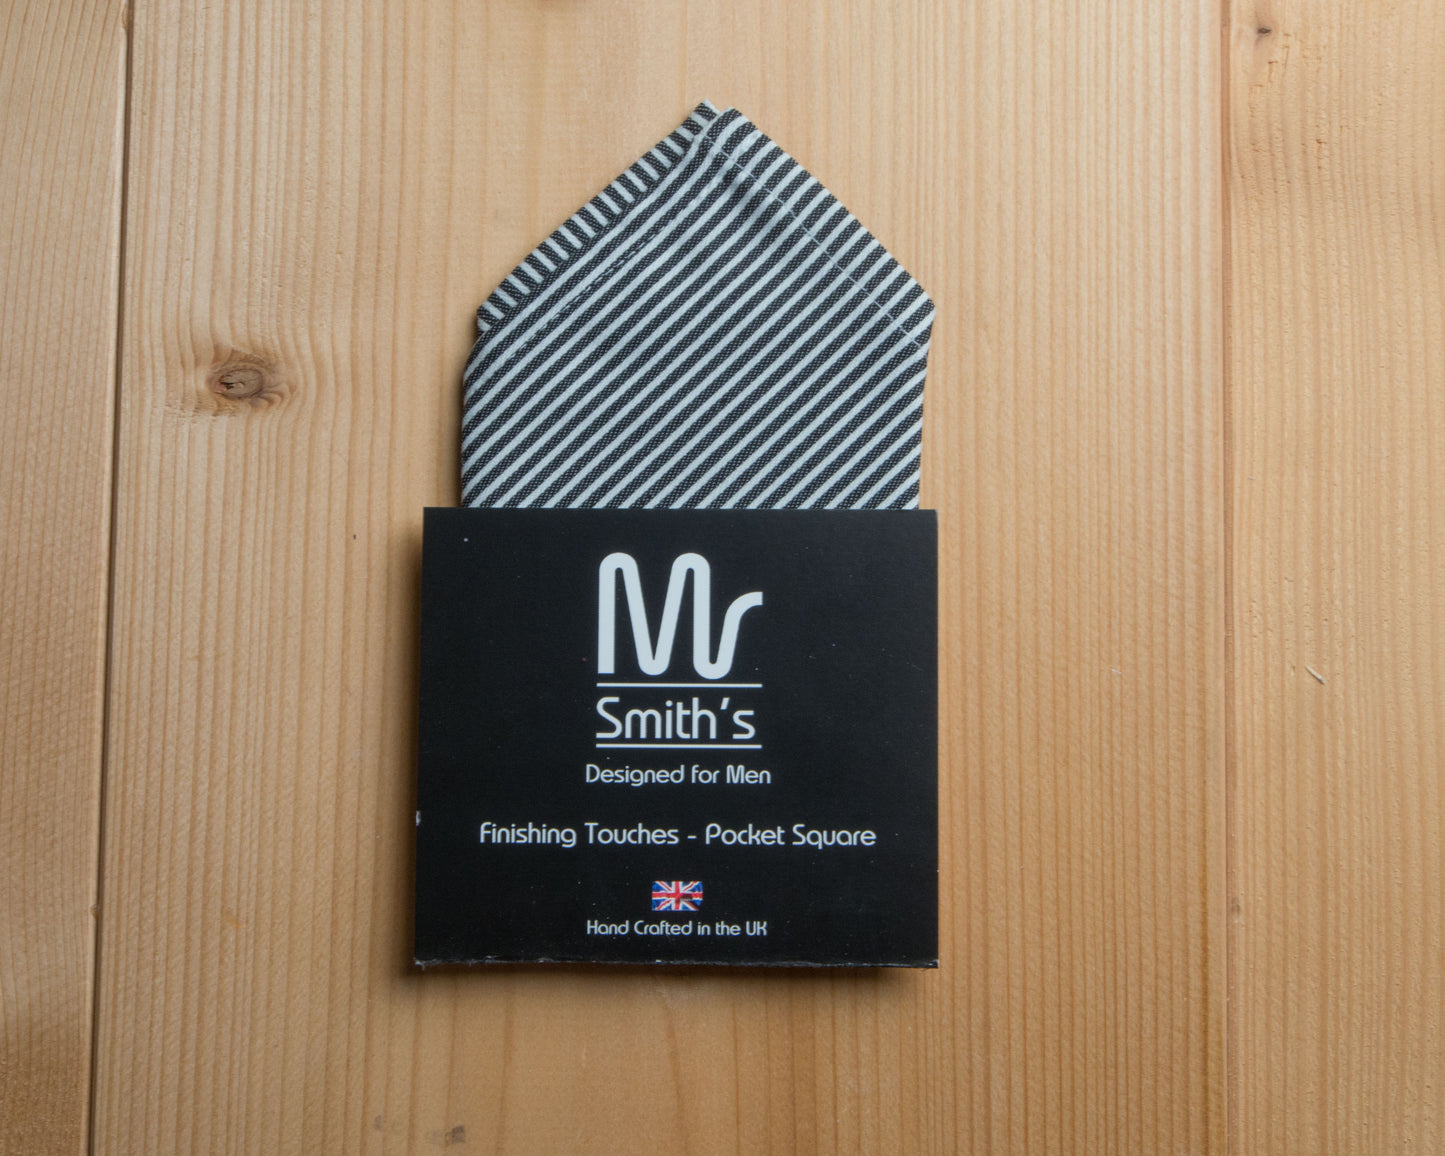 Mr
Smith's
Designed for Men
Finishing Touches - Pocket Square
Hand Crafted in the UK